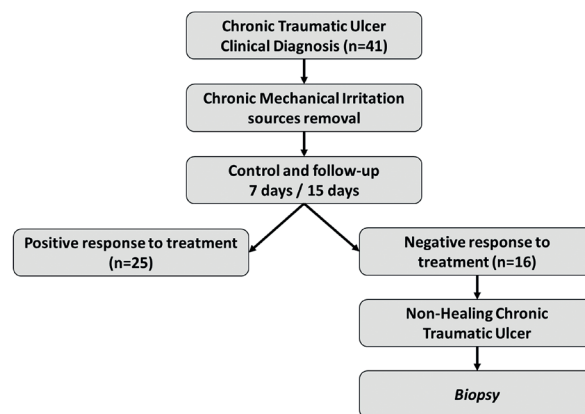 Chronic Traumatic Ulcer
Clinical Diagnosis (n=41)
Chronic Mechanical Irritation
sources removal
Control and follow-up
7 days / 15 days
Positive response to treatment
(n=25)
Negative response to
treatment (n=16)
Non-Healing Chronic
Traumatic Ulcer
Biopsy